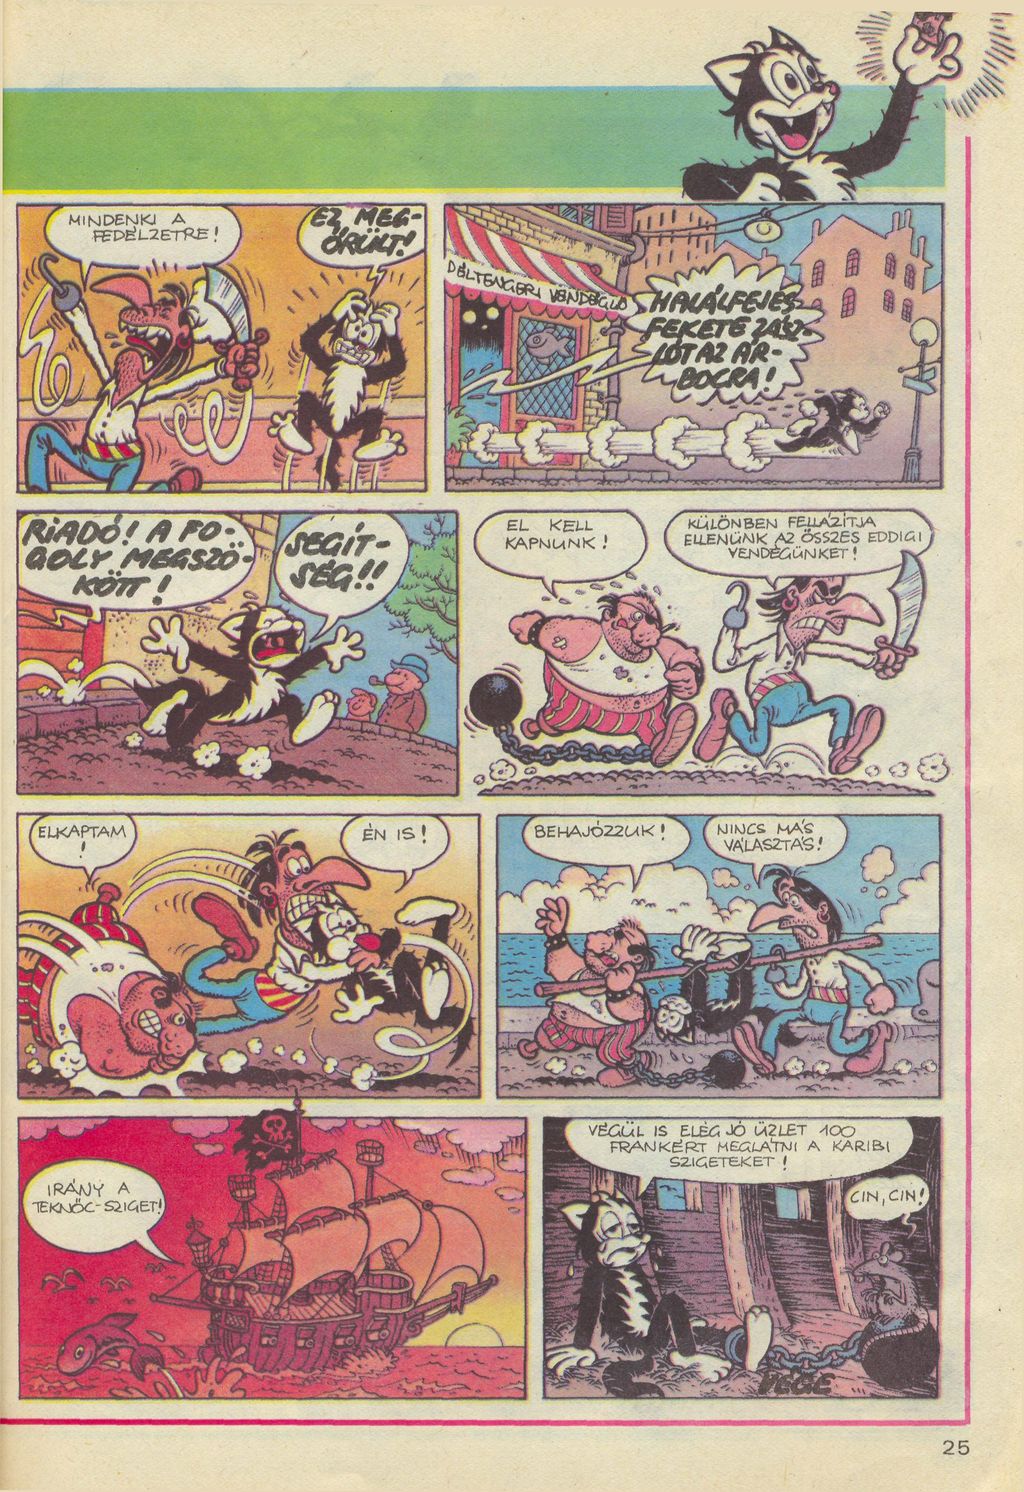 MINDENKI A
FEDÉLZETRE!
EZ MEG-
ŐRÜLT!
DÉLTENGERI VENDÉGLŐ
HALÁLFEJES
FEKETE ZÁSZ-
LÓT AZ ÁR-
BOCRA!
RIADÓ! A FO-
GOLY MEGSZÖ-
KÖTT!
SEGÍT-
SÉG!!
EL KELL
KAPNUNK!
KÜLÖNBEN FELLÁZÍTJA
ELLENÜNK AZ ÖSSZES EDDIGI
VENDÉGÜNKET!
ELKAPTAM
!
ÉN IS!
BEHAJÓZZUK!
NINCS MÁS
VÁLASZTÁS!
IRÁNY A
TEKNŐC-SZIGET!
VÉGÜL IS ELÉG JÓ ÜZLET 100
FRANKÉRT MEGLÁTNI A KARIBI
SZIGETEKET!
CIN, CIN!
VÉGE
25